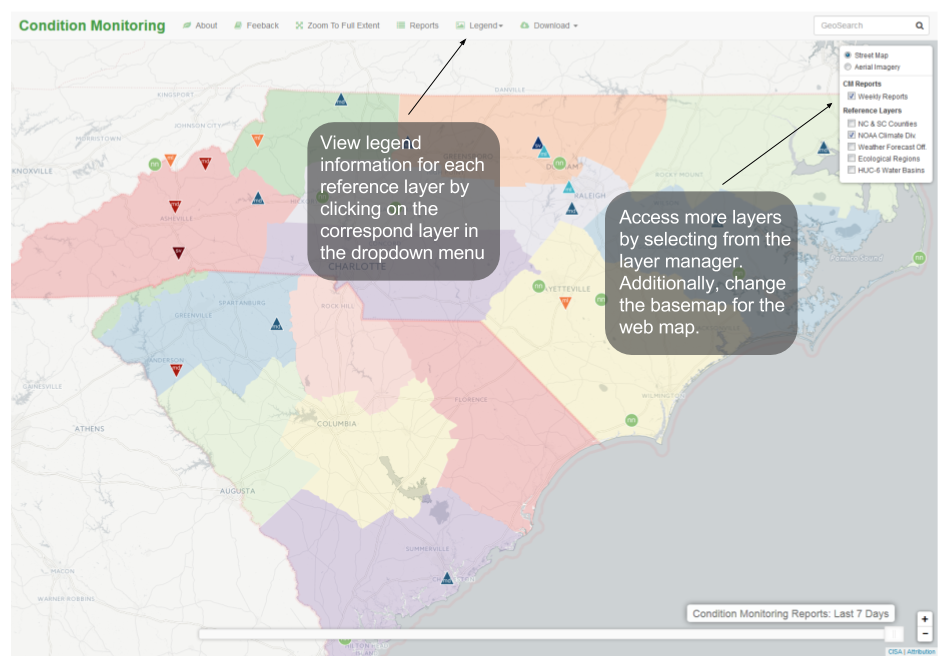 Condition Monitoring About Feeback Zoom To Full Extent Reports Legend Download GeoSearch
Street Map
Aerial Imagery
CM Reports
Weekly Reports
Reference Layers
NC & SC Counties
NOAA Climate Div.
Weather Forecast Off
Ecological Regions
HUC-6 Water Basins
View legend
information for each
reference layer by
clicking on the
correspond layer in
the dropdown menu
Access more layers
by selecting from the
layer manager.
Additionally, change
the basemap for the
web map.
KINGSPORT
DANVILLE
JOHNSON CITY
MORRISTOWN
KNOXVILLE
ROCKY MOUNT
RALEIGH
ASHEVILLE
CHARLOTTE
SPARTANBURG
GREENVILLE
ROCK HILL
ANDERSON
GAINESVILLE
WILMINGTON
FLORENCE
ATHENS
COLUMBIA
AUGUSTA
SUMMERVILLE
MACON
WARNER ROBINS
Condition Monitoring Reports: Last 7 Days
+
−
CISA | Attribution